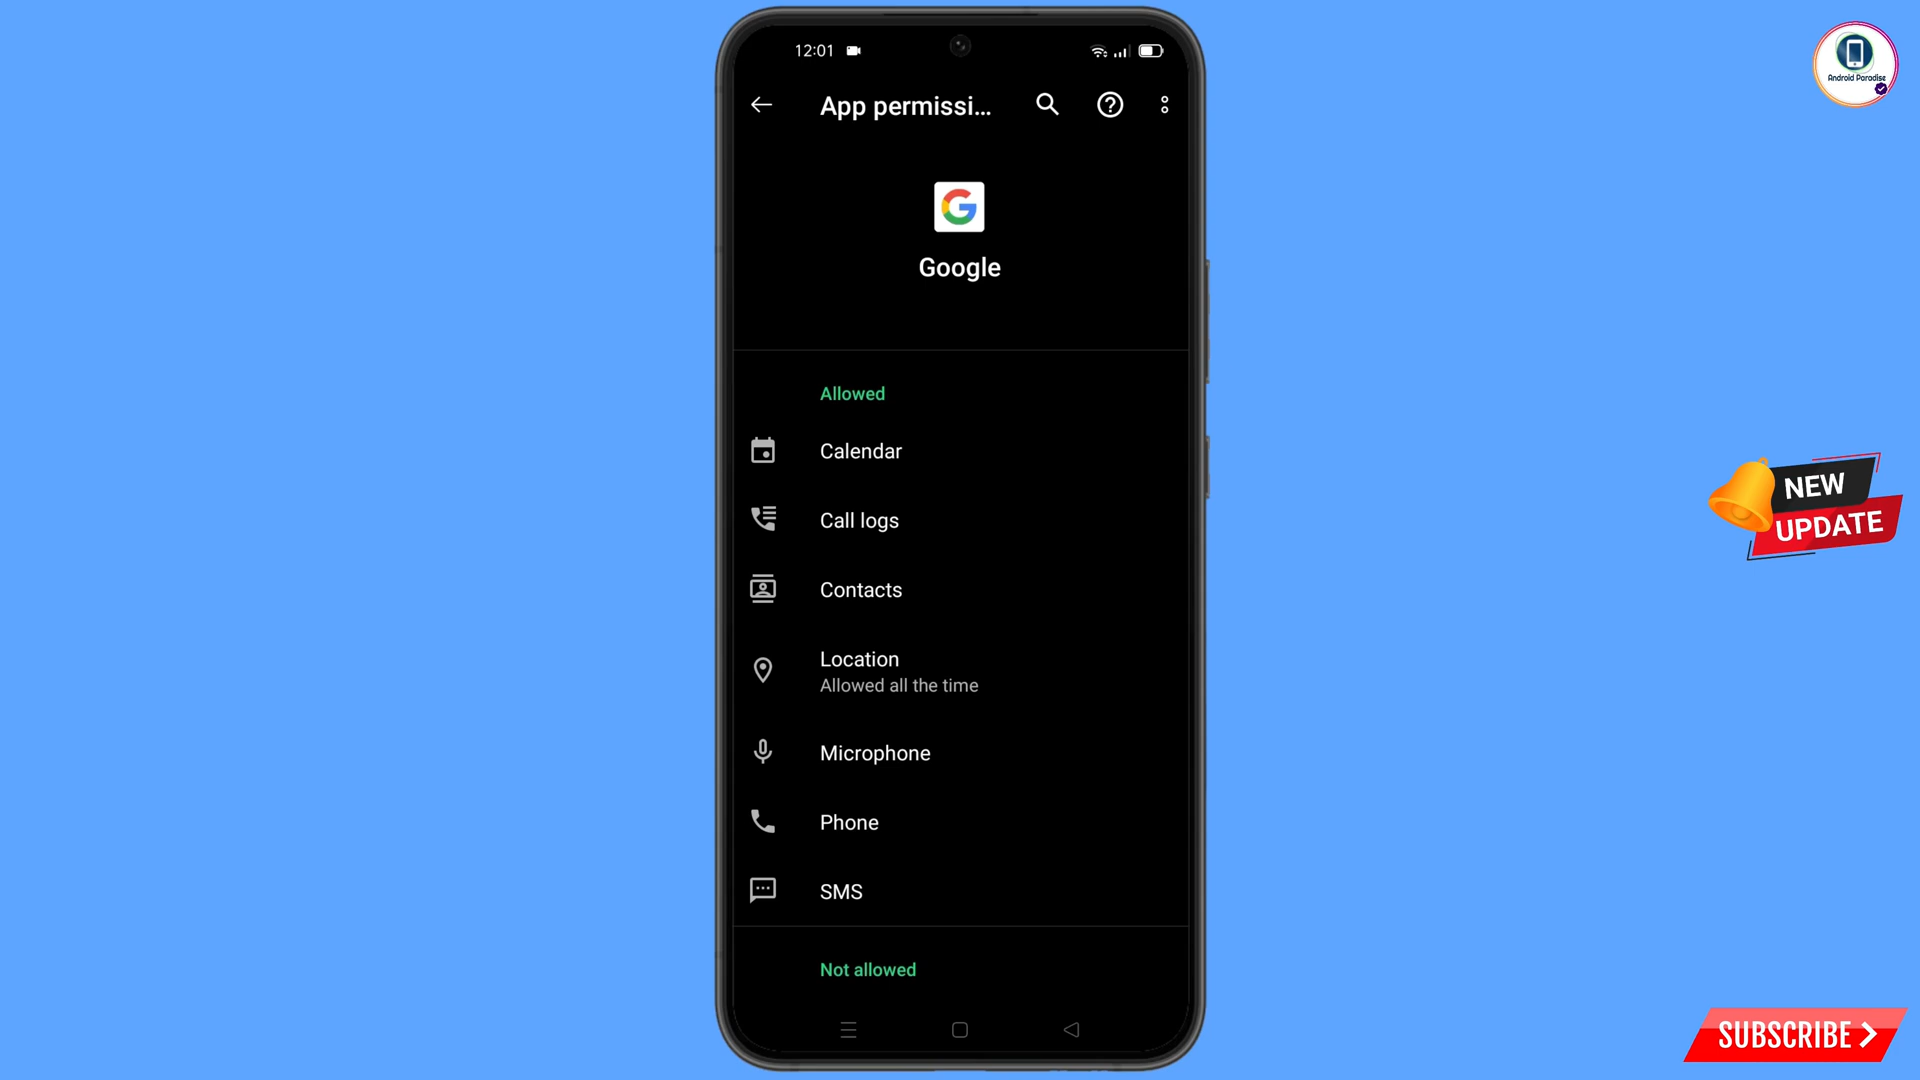 12:01
App permissi...
Google
Allowed
Calendar
Call logs
Contacts
Location
Allowed all the time
Microphone
Phone
SMS
Not allowed
Android Paradise
NEW
UPDATE
SUBSCRIBE